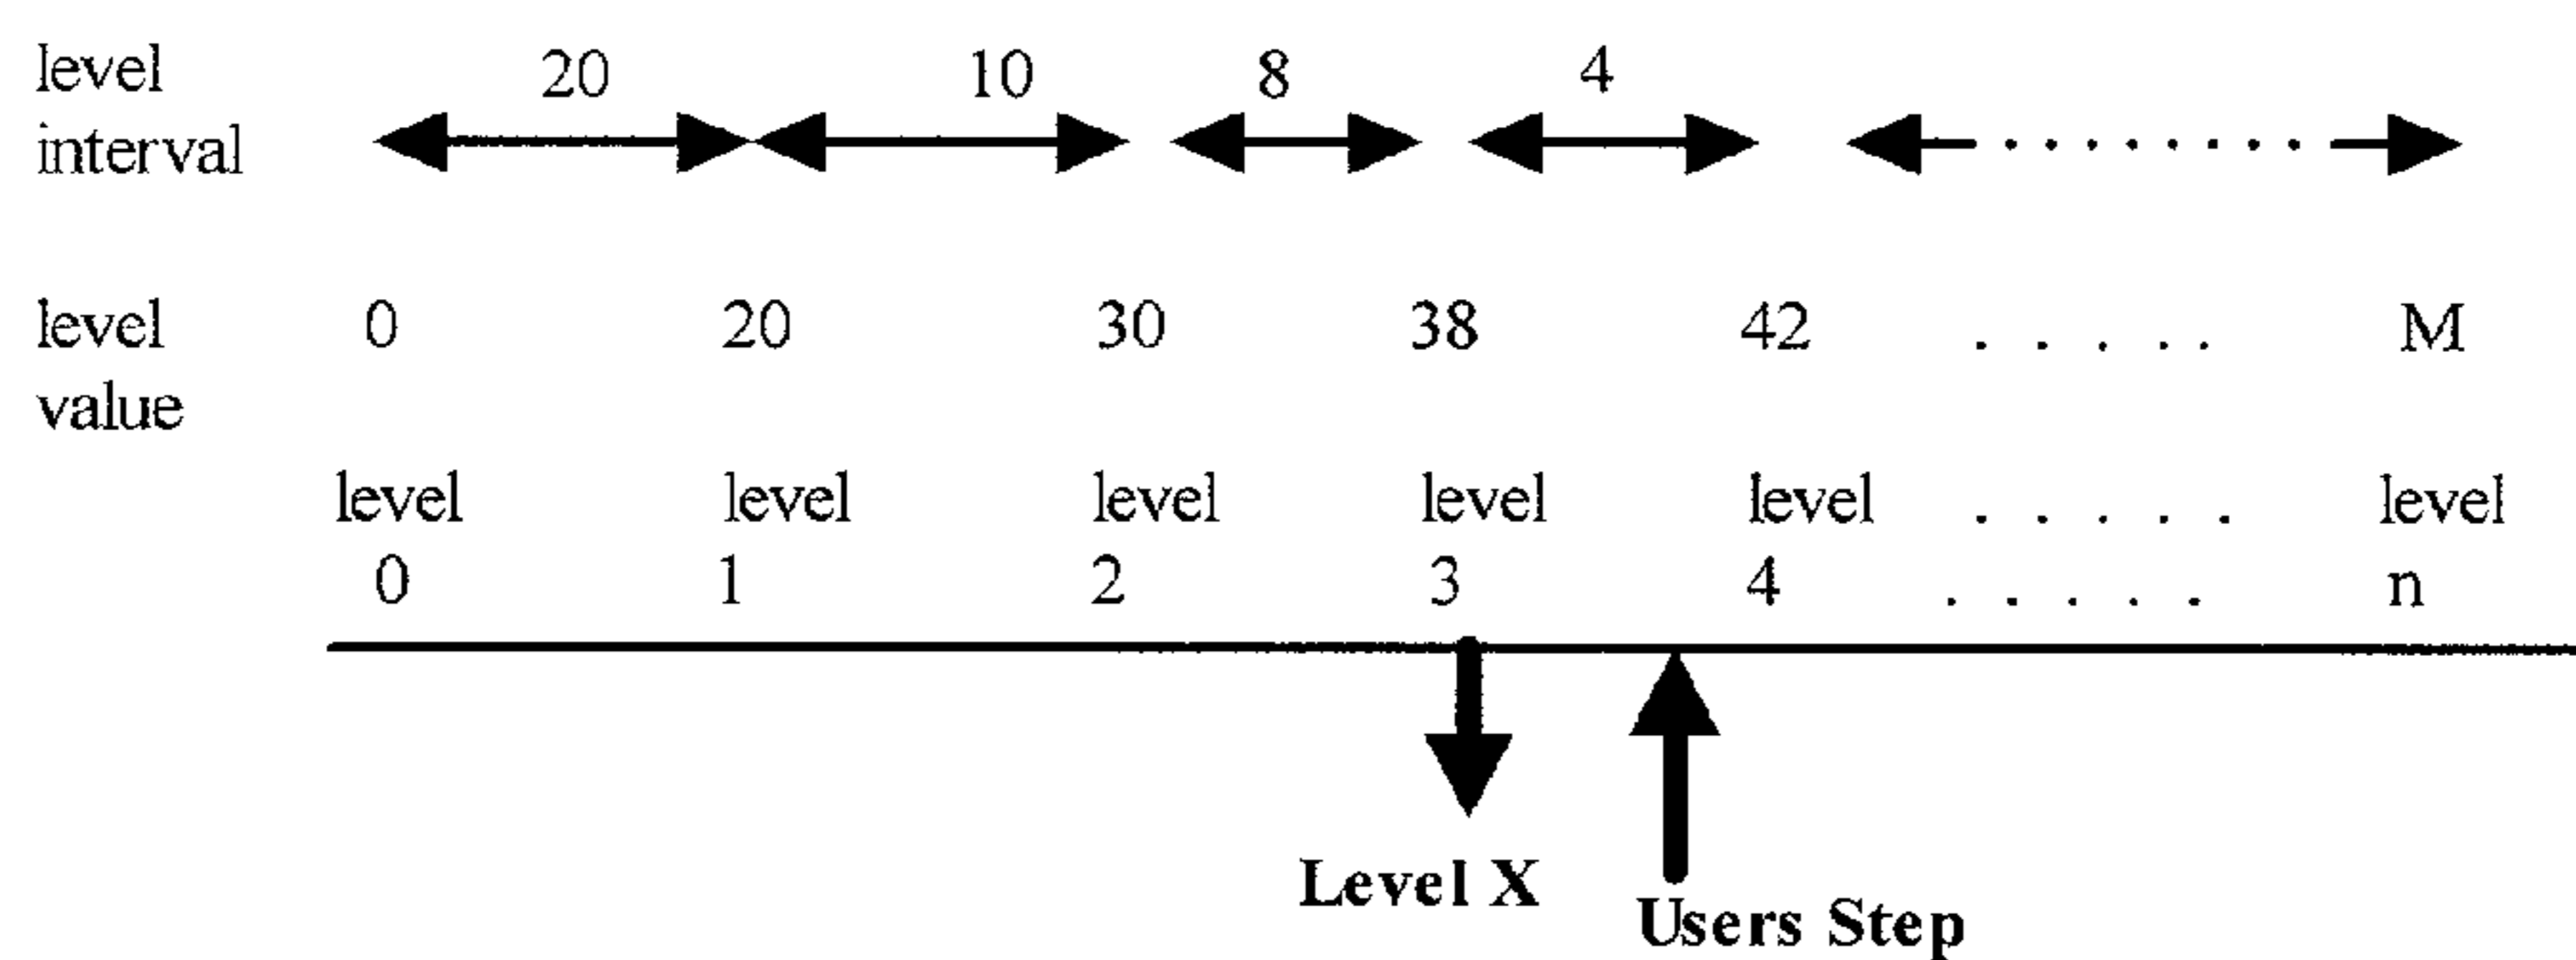 level 20 10 8 4
interval
level 0 20 30 38 42 . . . . . M
value
level level level level level . . . . . level
0 1 2 3 4 . . . . . n
Level X
Users Step